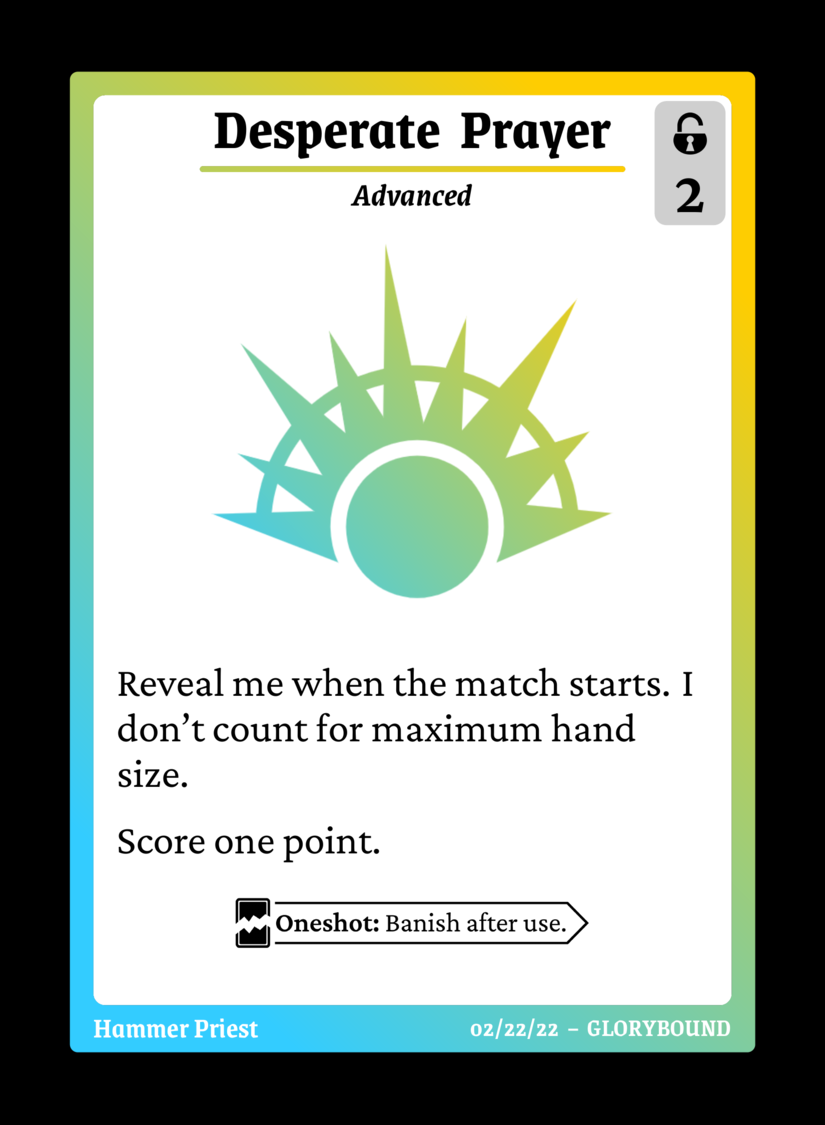 Desperate Prayer
2
Advanced
Reveal me when the match starts. I
don’t count for maximum hand
size.
Score one point.
Oneshot: Banish after use.
Hammer Priest
02/22/22 – GLORYBOUND